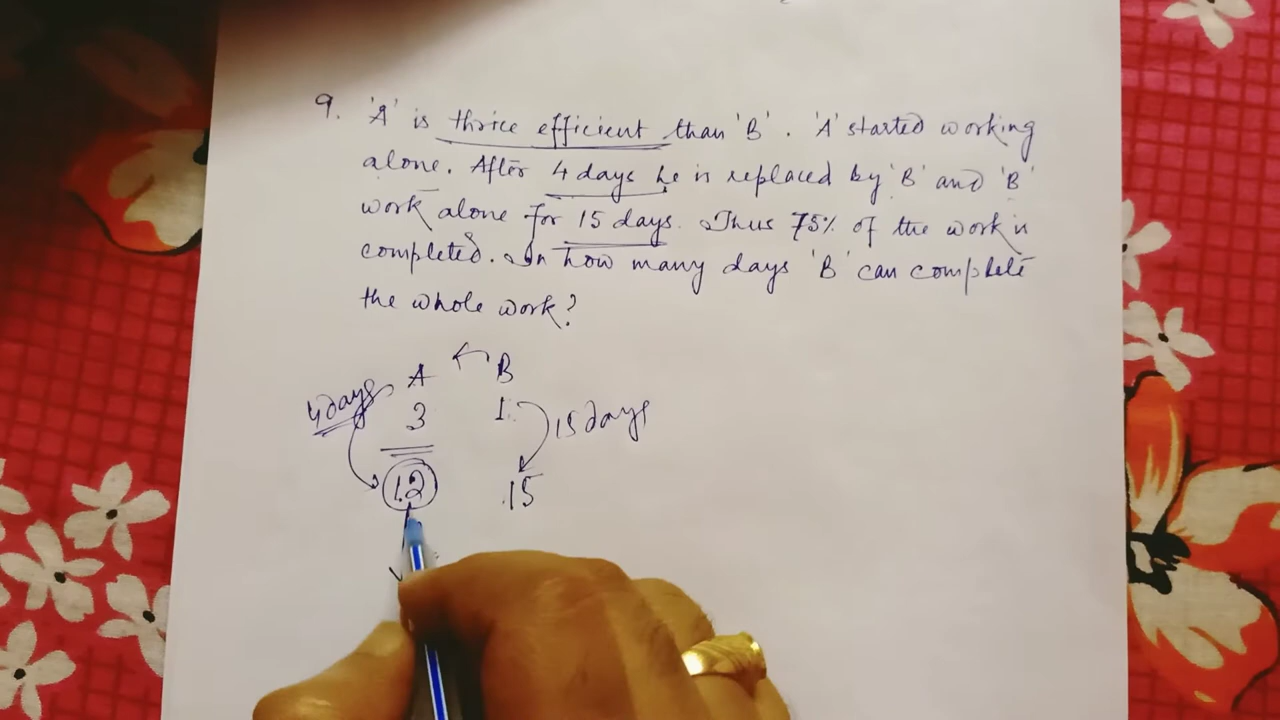 9. 'A' is thrice efficient than 'B'. 'A' started working
alone. After 4 days he is replaced by 'B' and 'B'
work alone for 15 days. Thus 75% of the work is
completed. In how many days 'B' can complete
the whole work?
A B
4 days 3 1 15 days
12 15